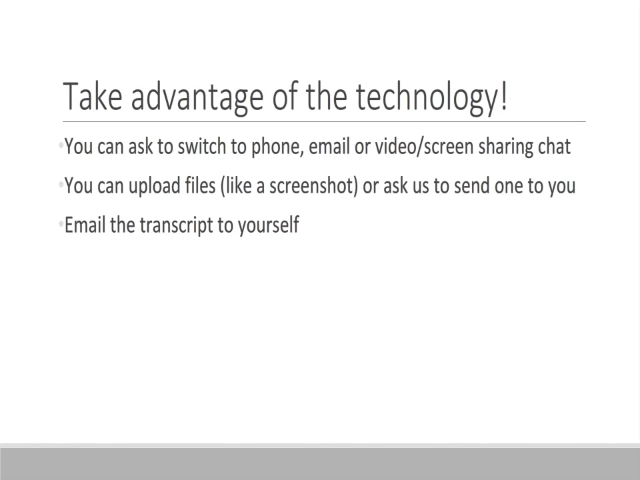 Take advantage of the technology!
•You can ask to switch to phone, email or video/screen sharing chat
•You can upload files (like a screenshot) or ask us to send one to you
•Email the transcript to yourself